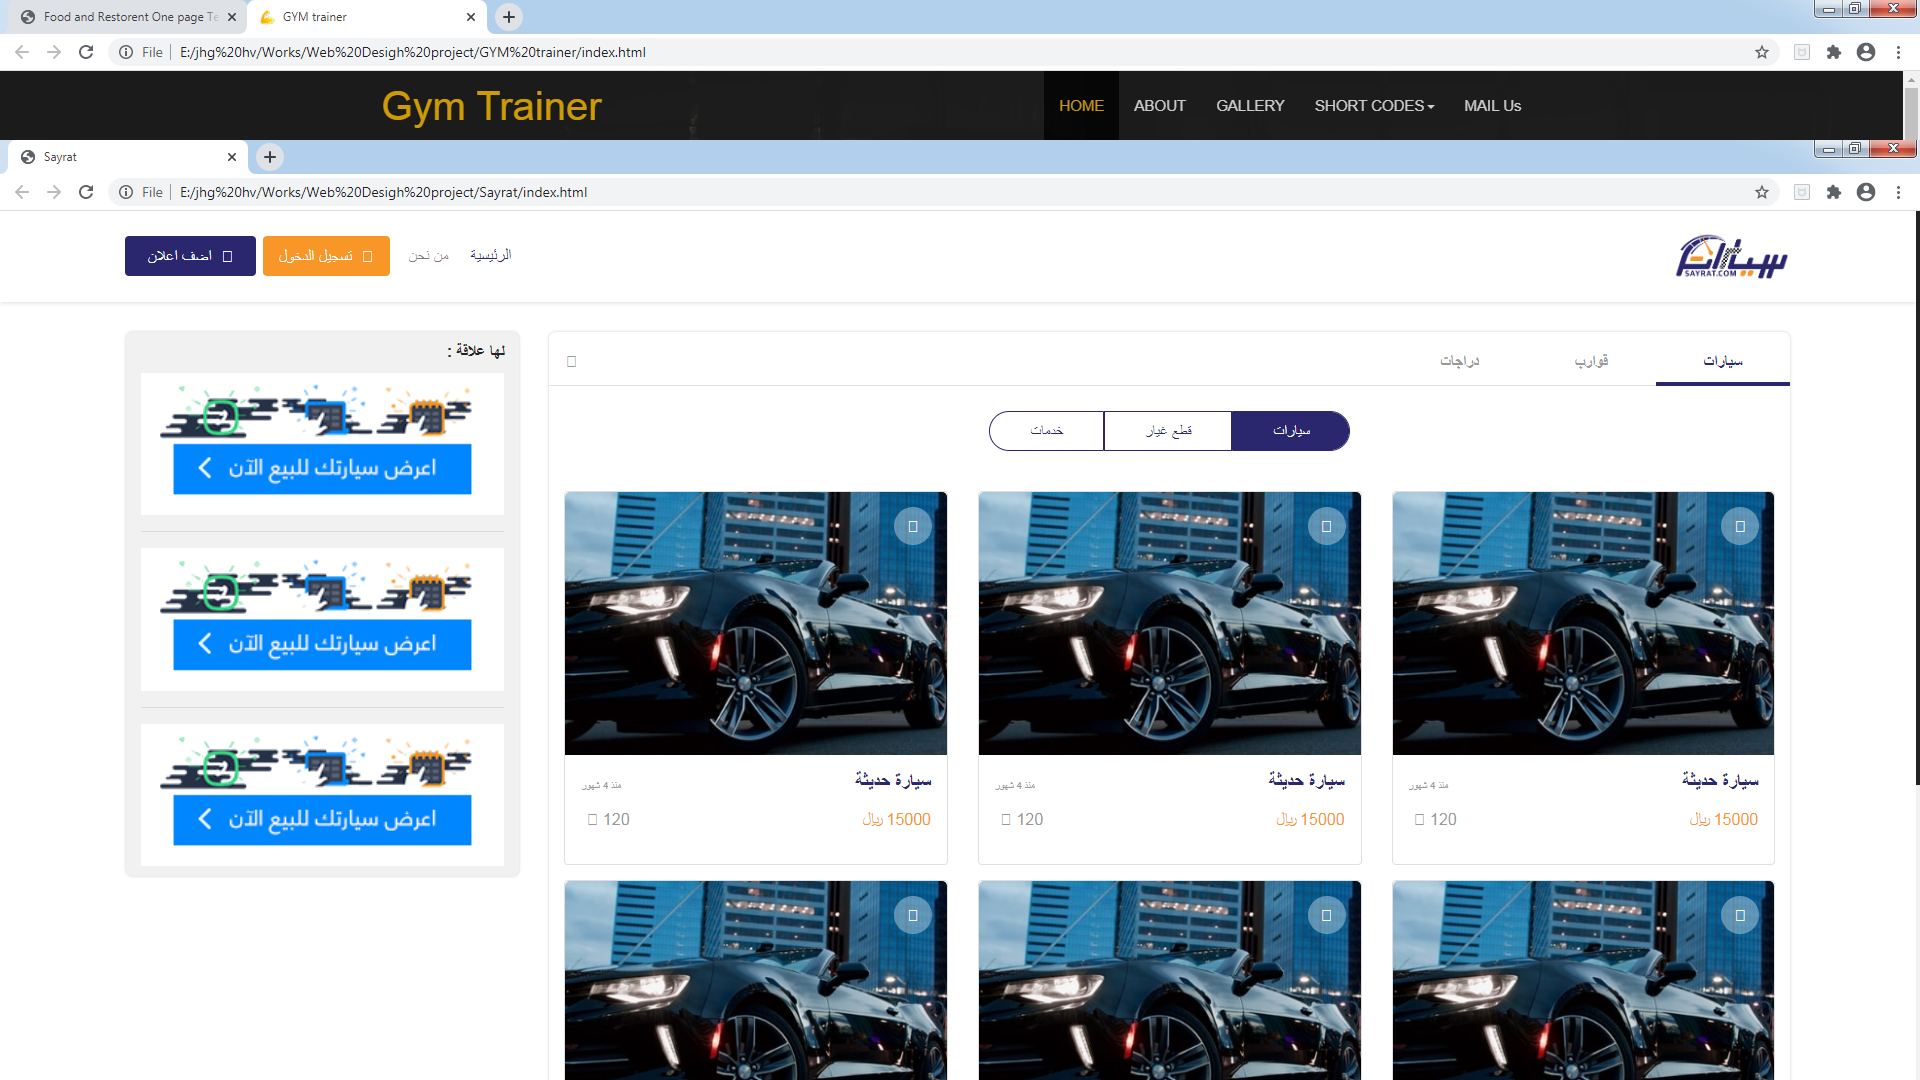 Food and Restorent One page Te
GYM trainer
File E:/jhg%20hv/Works/Web%20Desigh%20project/GYM%20trainer/index.html
Gym Trainer
HOME ABOUT GALLERY SHORT CODES MAIL Us
Sayrat
File E:/jhg%20hv/Works/Web%20Desigh%20project/Sayrat/index.html
سيارات
SAYRAT.COM
الرئيسية من نحن تسجيل الدخول اضف اعلان
سيارات قوارب دراجات
سيارات قطع غيار خدمات
سيارة حديثة منذ 4 شهور
15000 ريال 120
سيارة حديثة منذ 4 شهور
15000 ريال 120
سيارة حديثة منذ 4 شهور
15000 ريال 120
لها علاقة :
اعرض سيارتك للبيع الآن
اعرض سيارتك للبيع الآن
اعرض سيارتك للبيع الآن